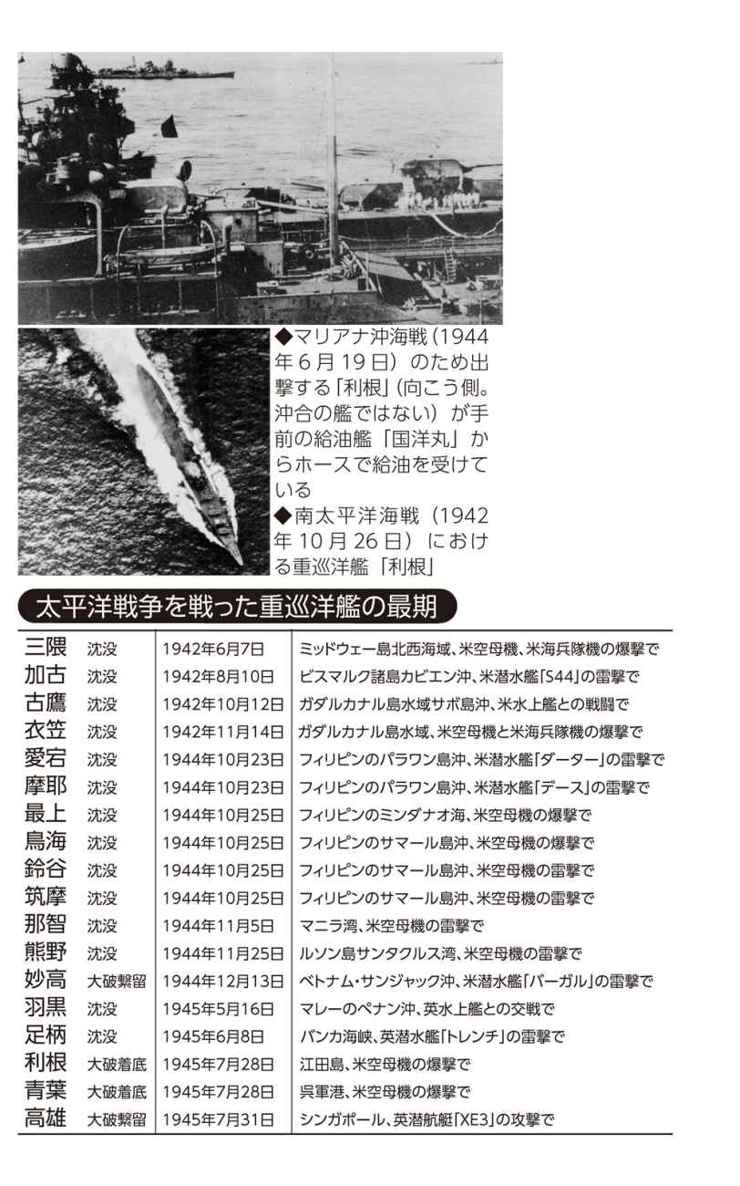 ◆マリアナ沖海戦（1944
年6月19日）のため出
撃する「利根」（向こう側。
沖合の艦ではない）が手
前の給油艦「国洋丸」か
らホースで給油を受けて
いる
◆南太平洋海戦（1942
年10月26日）におけ
る重巡洋艦「利根」
太平洋戦争を戦った重巡洋艦の最期
三隈 沈没 1942年6月7日 ミッドウェー島北西海域、米空母機、米海兵隊機の爆撃で
加古 沈没 1942年8月10日 ビスマルク諸島カビエン沖、米潜水艦「S44」の雷撃で
古鷹 沈没 1942年10月12日 ガダルカナル島水域サボ島沖、米水上艦との戦闘で
衣笠 沈没 1942年11月14日 ガダルカナル島水域、米空母機と米海兵隊機の爆撃で
愛宕 沈没 1944年10月23日 フィリピンのパラワン島沖、米潜水艦「ダーター」の雷撃で
摩耶 沈没 1944年10月23日 フィリピンのパラワン島沖、米潜水艦「デース」の雷撃で
最上 沈没 1944年10月25日 フィリピンのミンダナオ海、米空母機の爆撃で
鳥海 沈没 1944年10月25日 フィリピンのサマール島沖、米空母機の爆撃で
鈴谷 沈没 1944年10月25日 フィリピンのサマール島沖、米空母機の雷撃で
筑摩 沈没 1944年10月25日 フィリピンのサマール島沖、米空母機の雷撃で
那智 沈没 1944年11月5日 マニラ湾、米空母機の雷撃で
熊野 沈没 1944年11月25日 ルソン島サンタクルス湾、米空母機の雷撃で
妙高 大破繋留 1944年12月13日 ベトナム・サンジャック沖、米潜水艦「バーガル」の雷撃で
羽黒 沈没 1945年5月16日 マレーのペナン沖、英水上艦との交戦で
足柄 沈没 1945年6月8日 バンカ海峡、英潜水艦「トレンチ」の雷撃で
利根 大破着底 1945年7月28日 江田島、米空母機の爆撃で
青葉 大破着底 1945年7月28日 呉軍港、米空母機の爆撃で
高雄 大破繋留 1945年7月31日 シンガポール、英潜航艇「XE3」の攻撃で